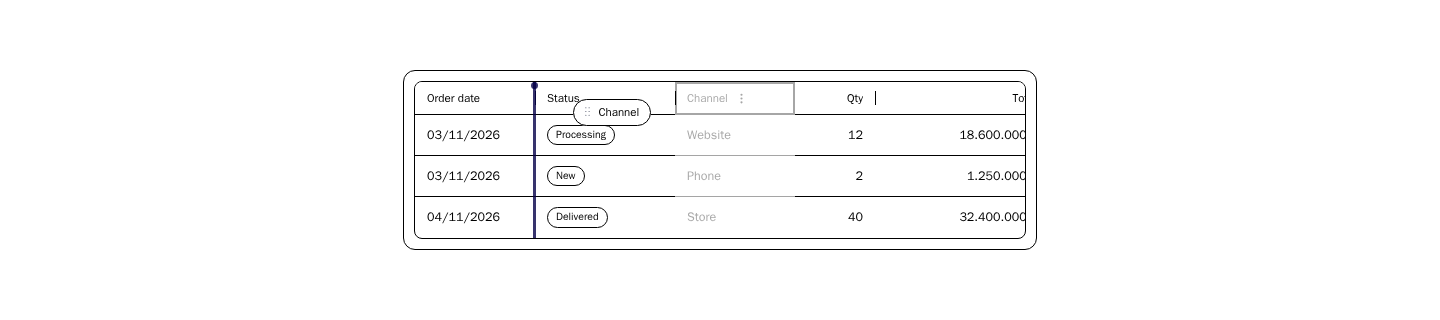 Order date Status Channel Qty To
Channel
03/11/2026 Processing Website 12 18.600.000
03/11/2026 New Phone 2 1.250.000
04/11/2026 Delivered Store 40 32.400.000